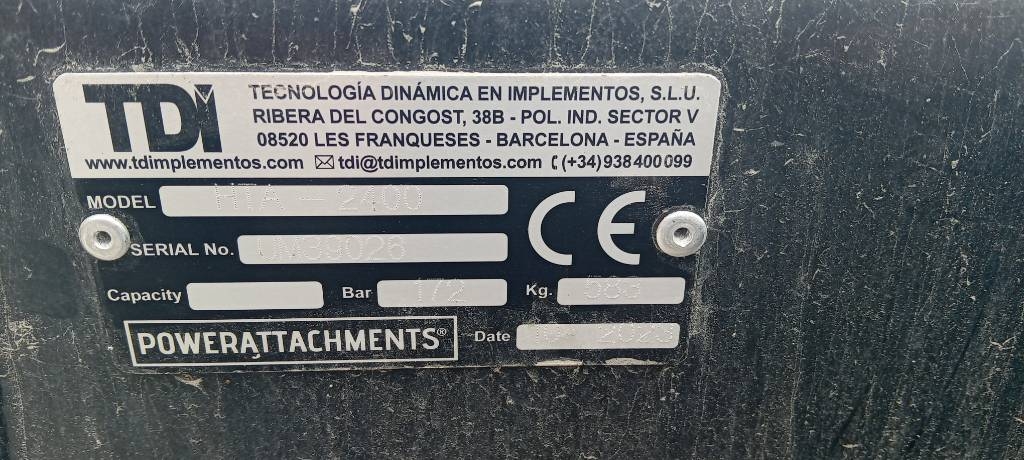 TDI
TECNOLOGÍA DINÁMICA EN IMPLEMENTOS, S.L.U.
RIBERA DEL CONGOST, 38B - POL. IND. SECTOR V
08520 LES FRANQUESES - BARCELONA - ESPAÑA
www.tdimplementos.com tdi@tdimplementos.com (+34)938400099
MODEL HTA - 2400
SERIAL No. UM39026
CE
Capacity Bar 172 Kg.
POWERATTACHMENTS®
Date